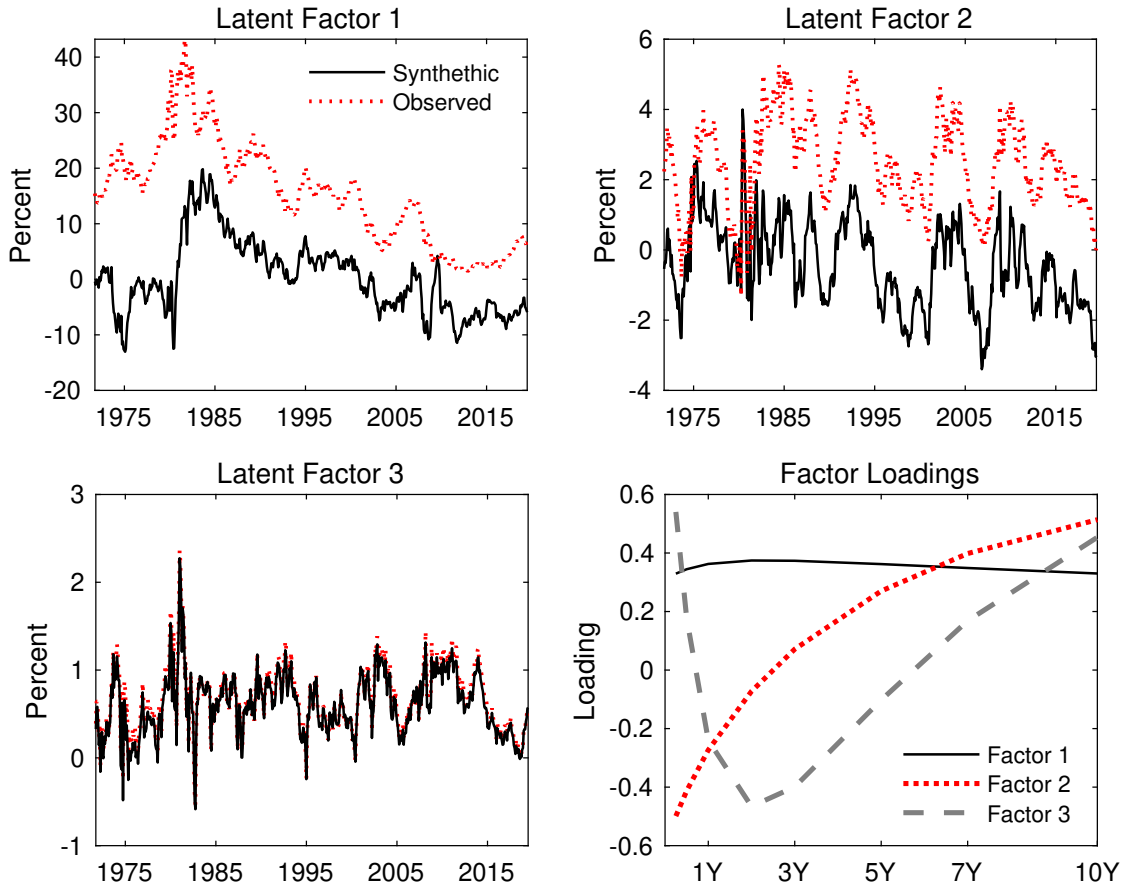 Latent Factor 1
Percent
40
30
20
10
0
-10
-20
1975 1985 1995 2005 2015
Synthethic
Observed
Latent Factor 2
Percent
6
4
2
0
-2
-4
1975 1985 1995 2005 2015
Latent Factor 3
Percent
3
2
1
0
-1
1975 1985 1995 2005 2015
Factor Loadings
Loading
0.6
0.4
0.2
0
-0.2
-0.4
-0.6
1Y 3Y 5Y 7Y 10Y
Factor 1
Factor 2
Factor 3